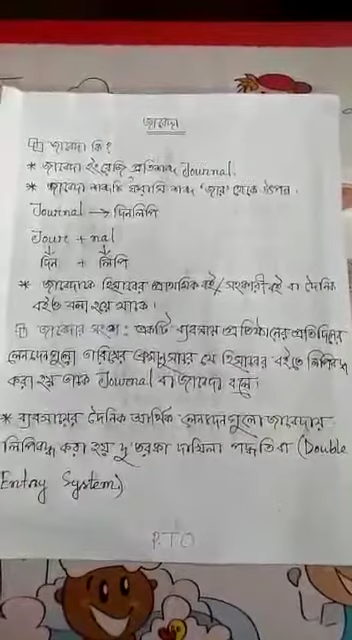 জাবেদা
জাবেদা কি?
* জাবেদা ইংরেজি প্রতিশব্দ Journal.
* জাবেদা শব্দটি ফরাসি শব্দ 'জার' থেকে উৎপন্ন
Journal → দিনলিপি
Jour + nal
↓ ↓
দিন + লিপি
* জাবেদাকে হিসাবের প্রাথমিক বই/ সহকারী বই বা দৈনিক
বইও বলা হয়ে থাকে।
জাবেদার সংজ্ঞা: একটি ব্যবসায় প্রতিষ্ঠানের প্রতিদিনের
লেনদেনগুলো তারিখের ক্রমানুসারে যে হিসাবের বইতে লিপিবদ্ধ
করা হয় তাকে Journal বা জাবেদা বলে।
* ব্যবসায়ের দৈনিক আর্থিক লেনদেনগুলো জাবেদায়
লিপিবদ্ধ করা হয় দু'তরফা দাখিলা পদ্ধতি বা (Double
Entry System)
P.T.O